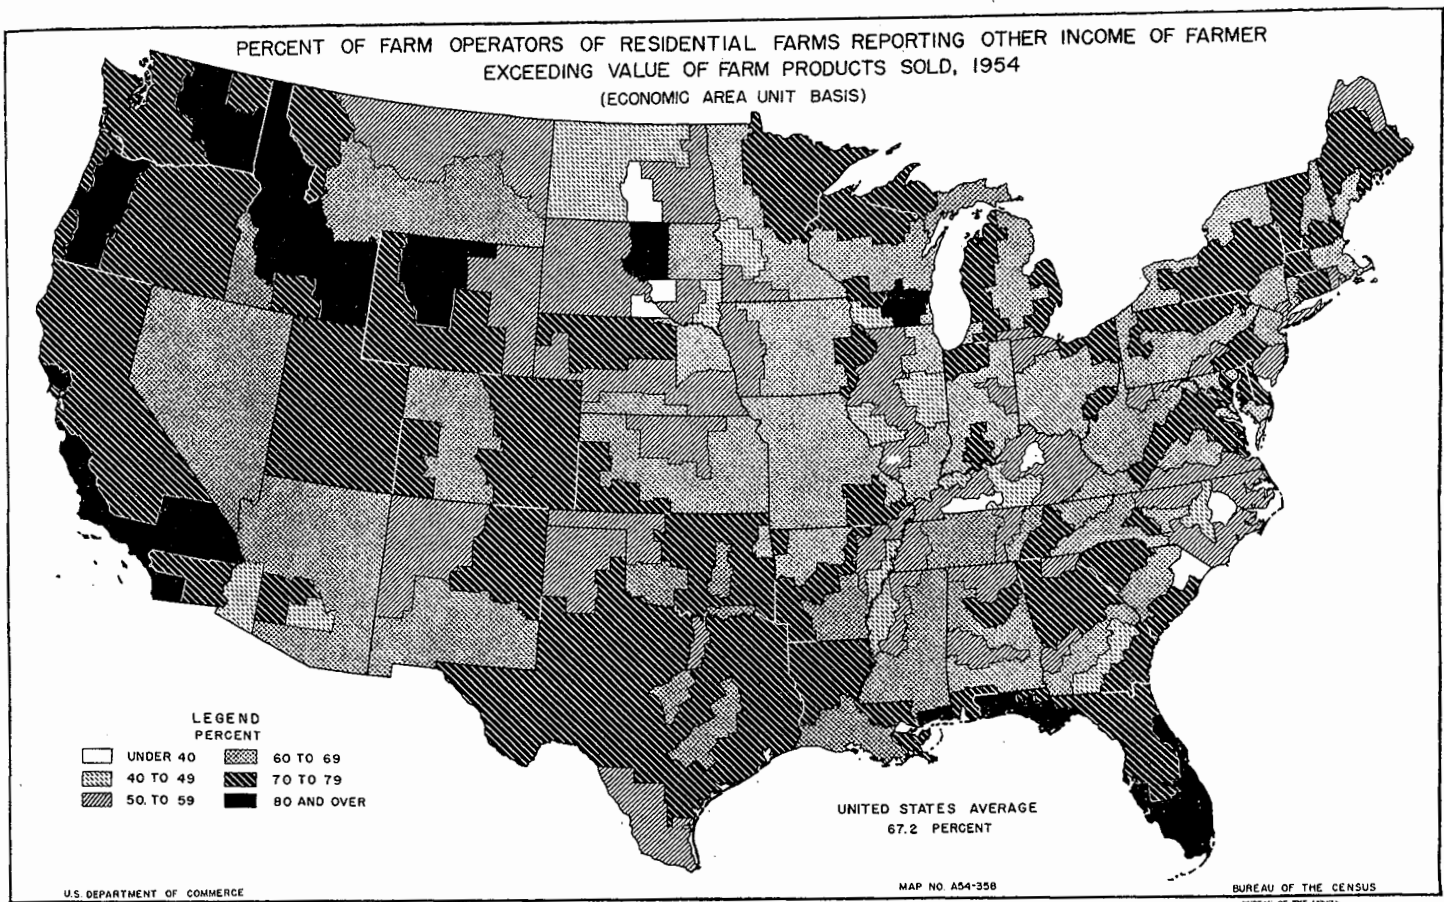 PERCENT OF FARM OPERATORS OF RESIDENTIAL FARMS REPORTING OTHER INCOME OF FARMER
EXCEEDING VALUE OF FARM PRODUCTS SOLD, 1954
(ECONOMIC AREA UNIT BASIS)
LEGEND
PERCENT
UNDER 40
40 TO 49
50. TO 59
60 TO 69
70 TO 79
80 AND OVER
UNITED STATES AVERAGE
67.2 PERCENT
U.S. DEPARTMENT OF COMMERCE
MAP NO. A54-358
BUREAU OF THE CENSUS